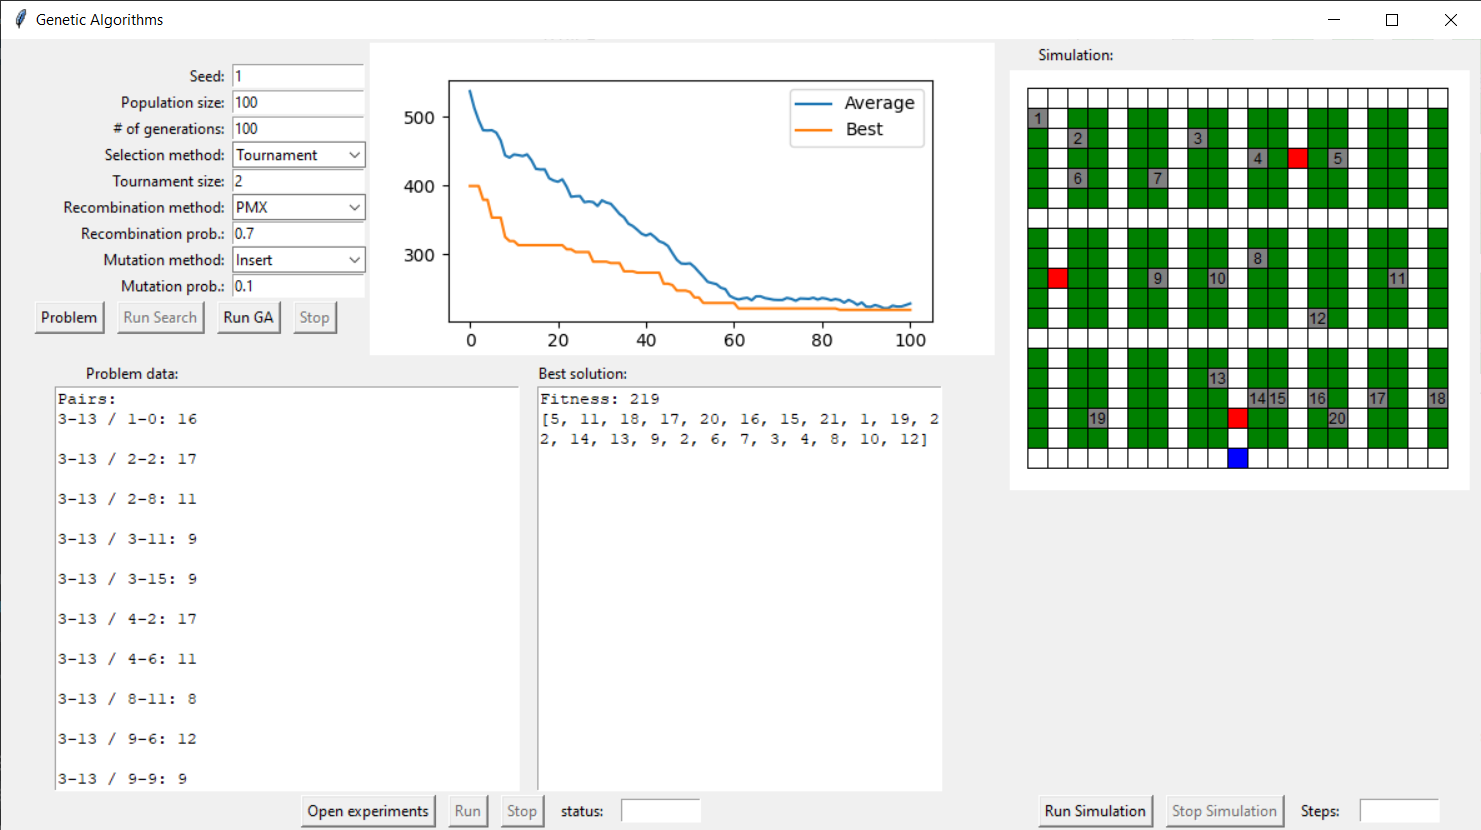 Genetic Algorithms
Seed: 1
Population size: 100
# of generations: 100
Selection method: Tournament
Tournament size: 2
Recombination method: PMX
Recombination prob.: 0.7
Mutation method: Insert
Mutation prob.: 0.1
Problem Run Search Run GA Stop
500
400
300
0 20 40 60 80 100
Average
Best
Simulation:
1
2 3
4 5
6 7
8
9 10 11
12
13
14 15 16 17 18
19 20
Problem data:
Pairs:
3-13 / 1-0: 16
3-13 / 2-2: 17
3-13 / 2-8: 11
3-13 / 3-11: 9
3-13 / 3-15: 9
3-13 / 4-2: 17
3-13 / 4-6: 11
3-13 / 8-11: 8
3-13 / 9-6: 12
3-13 / 9-9: 9
Best solution:
Fitness: 219
[5, 11, 18, 17, 20, 16, 15, 21, 1, 19, 2
2, 14, 13, 9, 2, 6, 7, 3, 4, 8, 10, 12]
Open experiments Run Stop status:
Run Simulation Stop Simulation Steps: